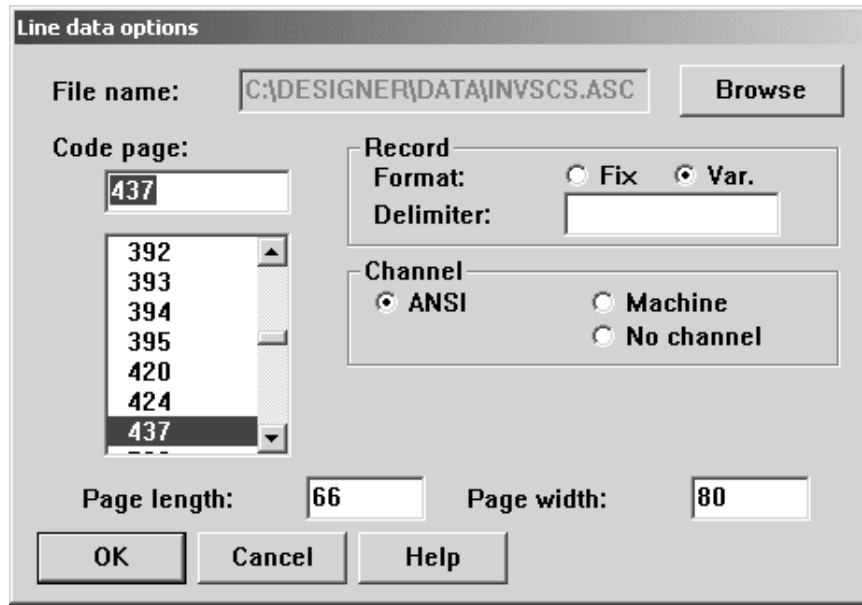 Line data options
File name: C:\DESIGNER\DATA\INVSCS.ASC Browse
Code page:
437
392
393
394
395
420
424
437
Record
Format: Fix Var.
Delimiter:
Channel
ANSI Machine
No channel
Page length: 66 Page width: 80
OK Cancel Help